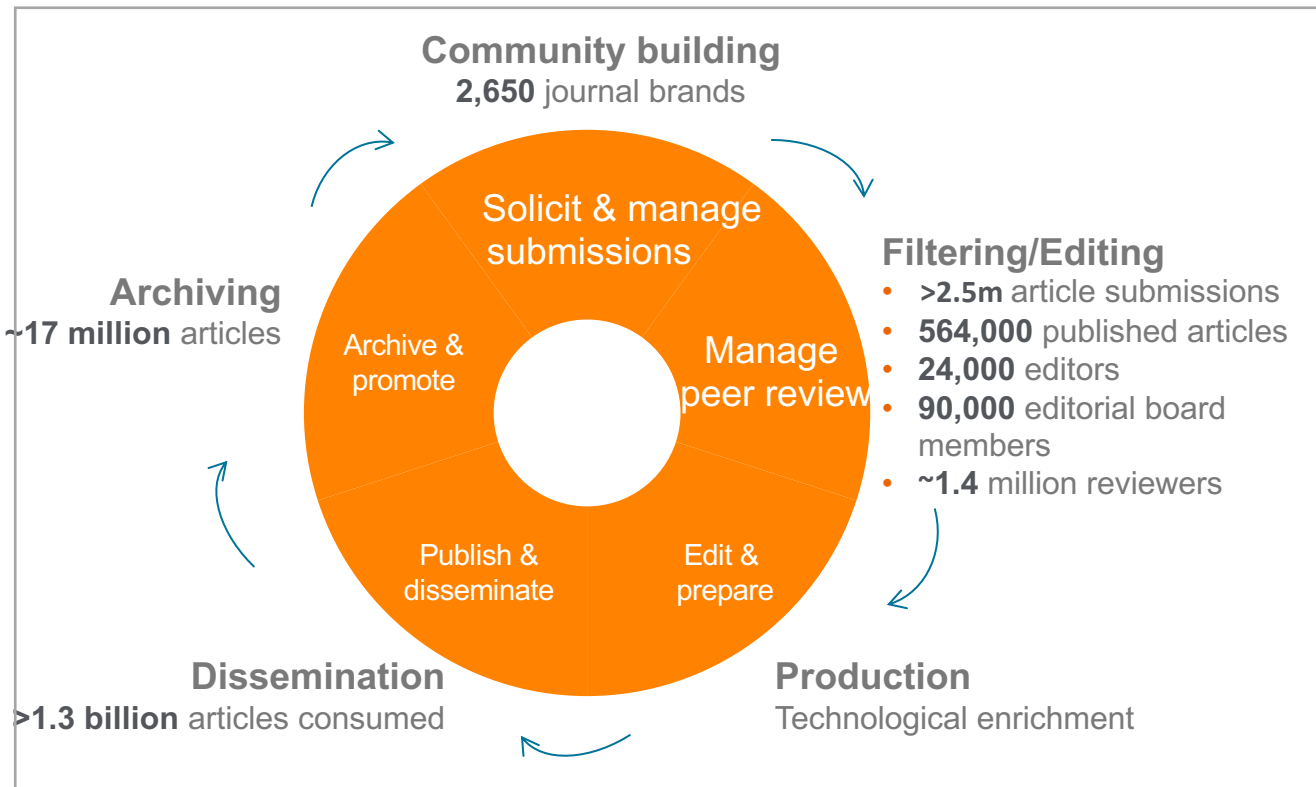 Community building
2,650 journal brands
Solicit & manage
submissions
Manage
peer review
Filtering/Editing
• >2.5m article submissions
• 564,000 published articles
• 24,000 editors
• 90,000 editorial board
members
• ~1.4 million reviewers
Edit &
prepare
Production
Technological enrichment
Publish &
disseminate
Dissemination
>1.3 billion articles consumed
Archive &
promote
Archiving
~17 million articles